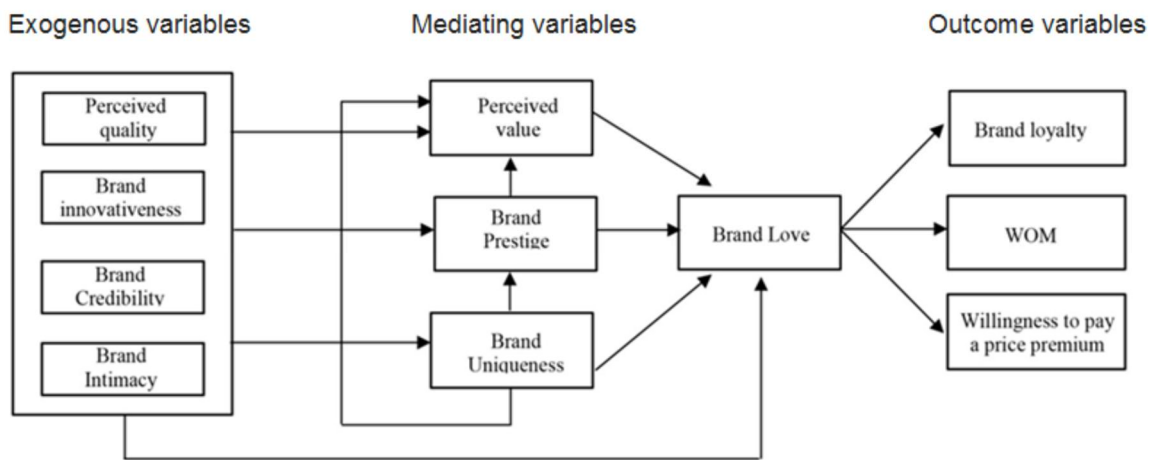 Exogenous variables
Mediating variables
Outcome variables
Perceived
quality
Brand
innovativeness
Brand
Credibility
Brand
Intimacy
Perceived
value
Brand
Prestige
Brand
Uniqueness
Brand Love
Brand loyalty
WOM
Willingness to pay
a price premium